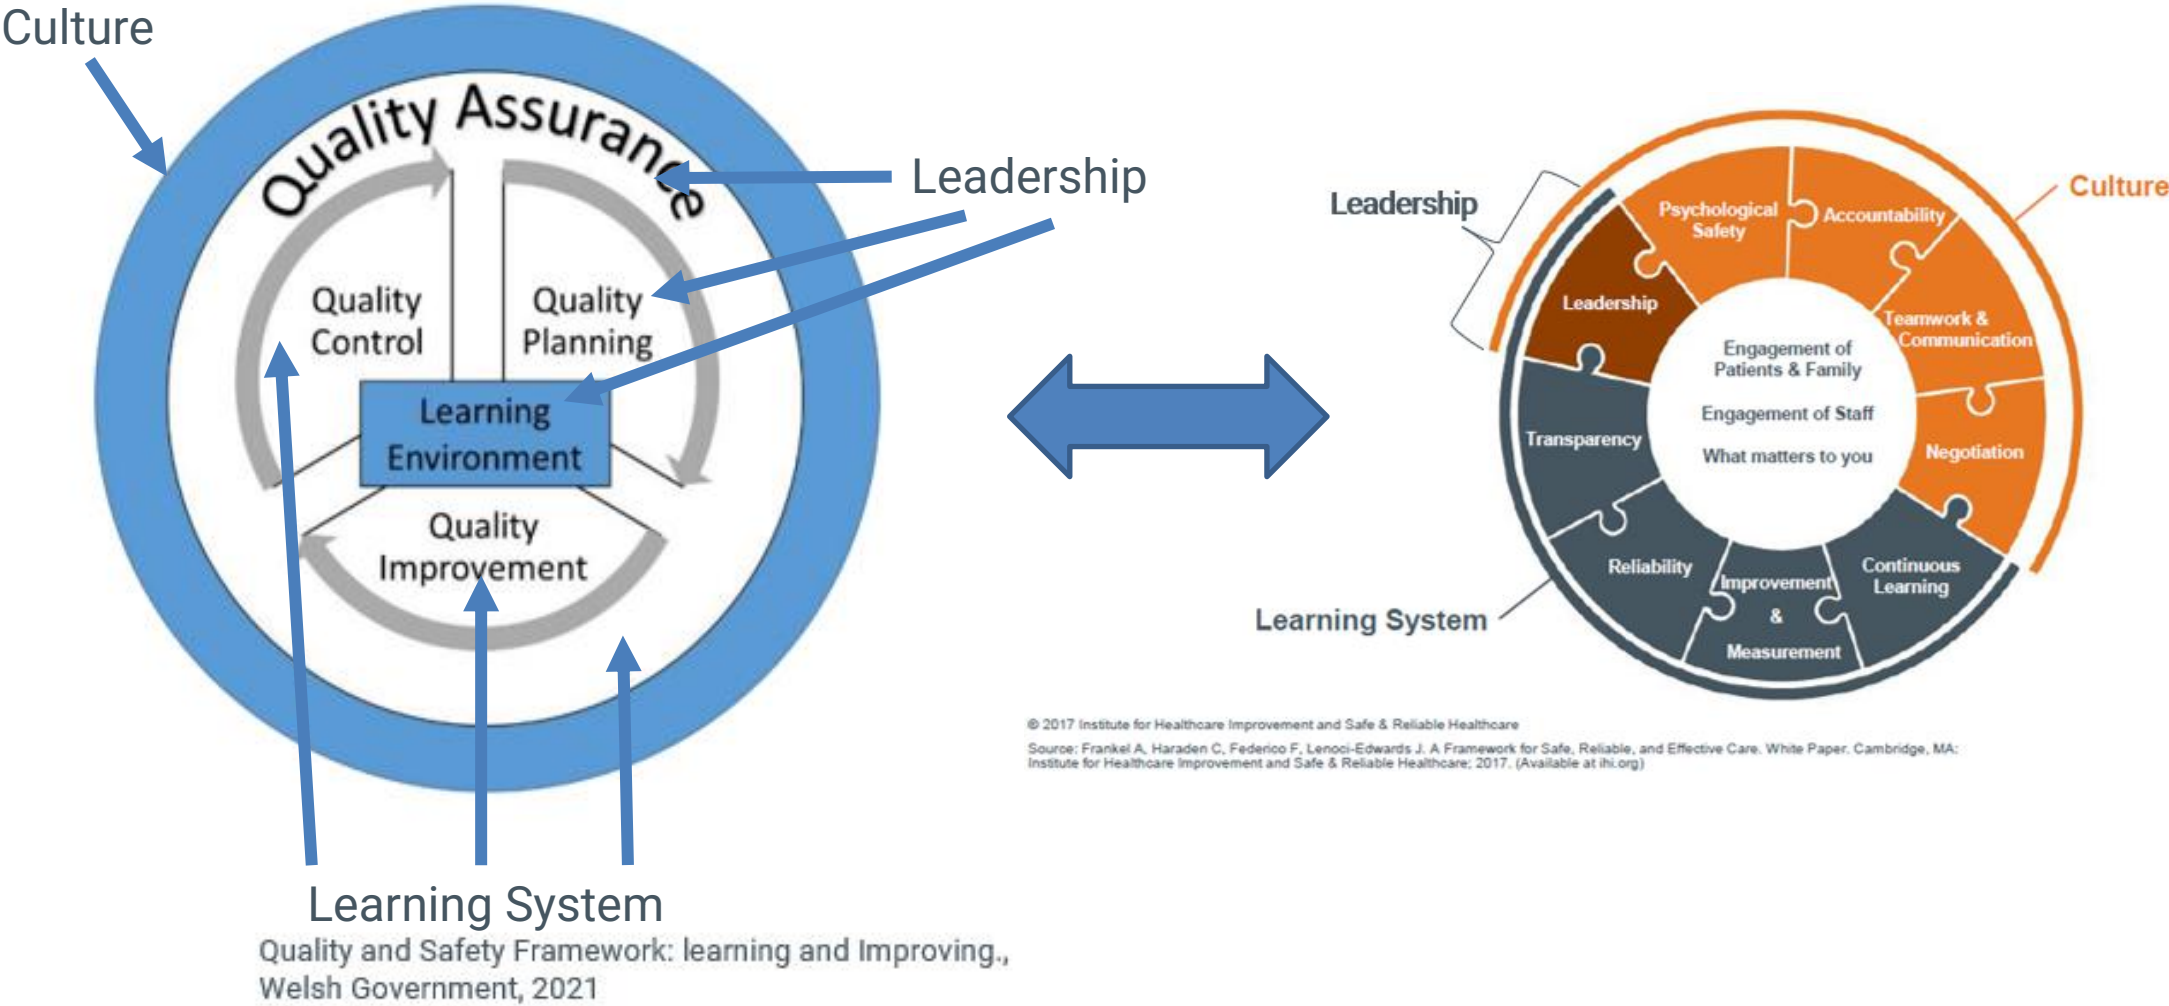 Culture
Quality Assurance
Leadership
Quality
Control
Quality
Planning
Learning
Environment
Quality
Improvement
Learning System
Quality and Safety Framework: learning and Improving.,
Welsh Government, 2021
Leadership
Culture
Psychological
Safety
Accountability
Leadership
Teamwork &
Communication
Engagement of
Patients & Family
Engagement of Staff
What matters to you
Transparency
Negotiation
Reliability
Improvement
&
Measurement
Continuous
Learning
Learning System
© 2017 Institute for Healthcare Improvement and Safe & Reliable Healthcare
Source: Frankel A, Haraden C, Federico F, Lenoci-Edwards J. A Framework for Safe, Reliable, and Effective Care. White Paper. Cambridge, MA:
Institute for Healthcare Improvement and Safe & Reliable Healthcare; 2017. (Available at ihi.org)